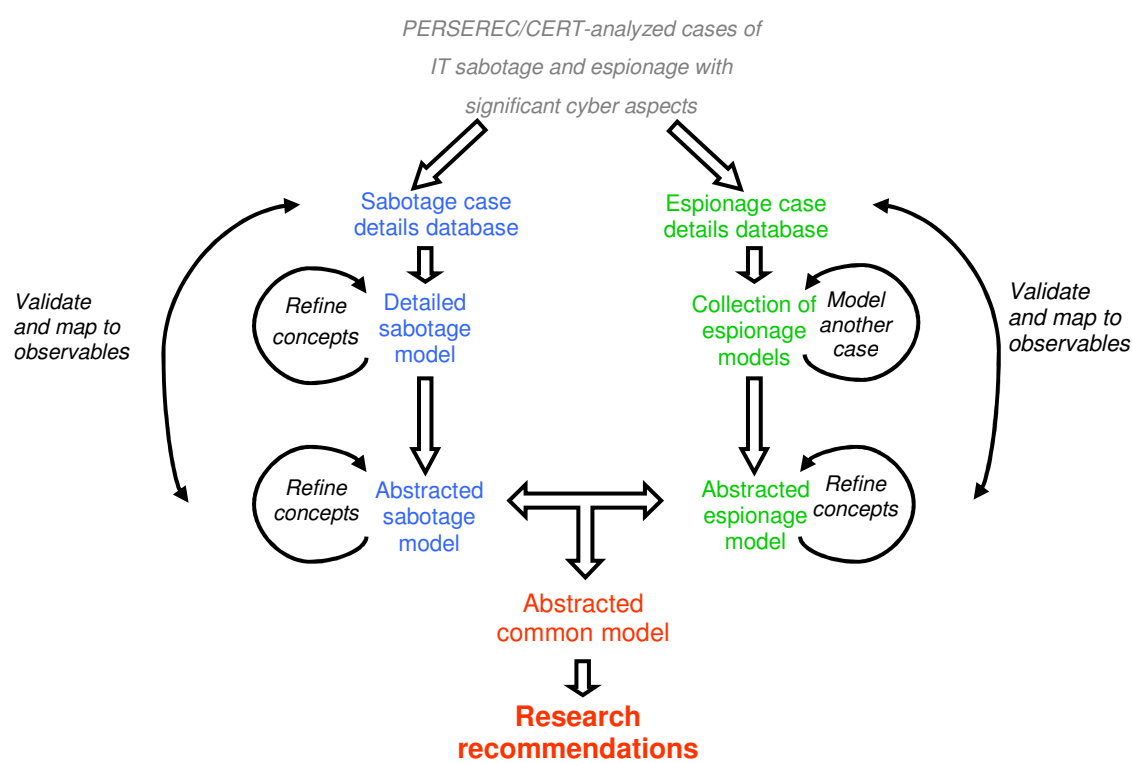 PERSEREC/CERT-analyzed cases of
IT sabotage and espionage with
significant cyber aspects
Sabotage case
details database
Espionage case
details database
Validate
and map to
observables
Refine
concepts
Detailed
sabotage
model
Collection of
espionage
models
Model
another
case
Validate
and map to
observables
Refine
concepts
Abstracted
sabotage
model
Abstracted
espionage
model
Refine
concepts
Abstracted
common model
Research
recommendations